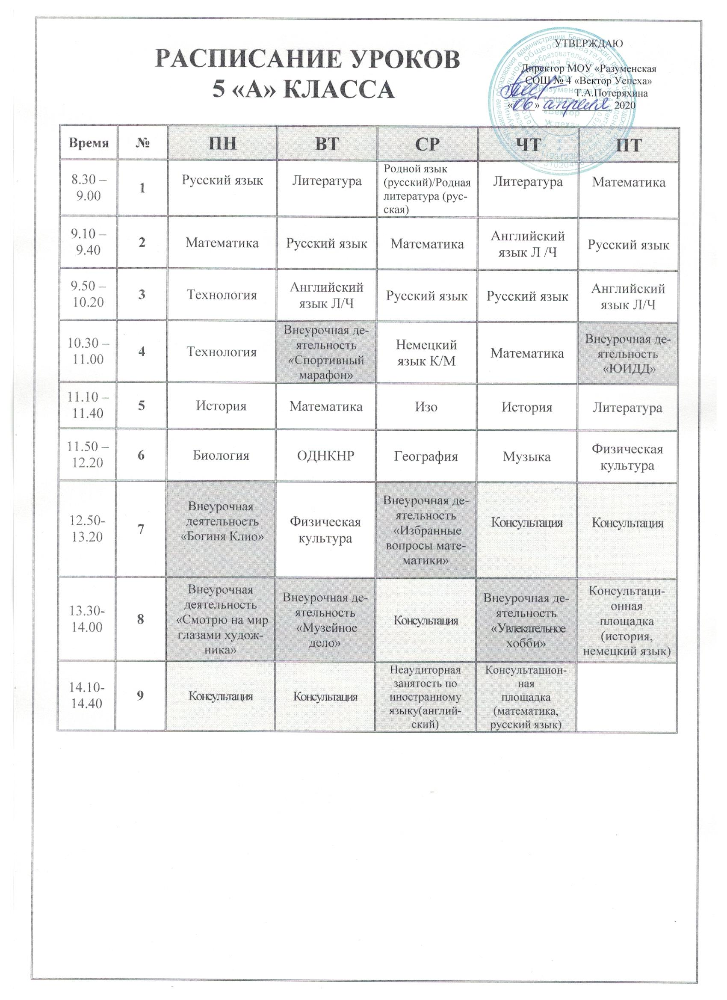 РАСПИСАНИЕ УРОКОВ
5 «А» КЛАССА
УТВЕРЖДАЮ
Директор МОУ «Разуменская
СОШ № 4 «Вектор Успеха»
Т.А.Потеряхина
«06» апреля 2020
Время № ПН ВТ СР ЧТ ПТ
8.30 –
9.00
1
Русский язык
Литература
Родной язык
(русский)/Родная
литература (рус-
ская)
Литература
Математика
9.10 –
9.40
2
Математика
Русский язык
Математика
Английский
язык Л /Ч
Русский язык
9.50 –
10.20
3
Технология
Английский
язык Л/Ч
Русский язык
Русский язык
Английский
язык Л/Ч
10.30 –
11.00
4
Технология
Внеурочная де-
ятельность
«Спортивный
марафон»
Немецкий
язык К/М
Математика
Внеурочная де-
ятельность
«ЮИДД»
11.10 –
11.40
5
История
Математика
Изо
История
Литература
11.50 –
12.20
6
Биология
ОДНКНР
География
Музыка
Физическая
культура
12.50-
13.20
7
Внеурочная
деятельность
«Богиня Клио»
Физическая
культура
Внеурочная де-
ятельность
«Избранные
вопросы мате-
матики»
Консультация
Консультация
13.30-
14.00
8
Внеурочная
деятельность
«Смотрю на мир
глазами худож-
ника»
Внеурочная де-
ятельность
«Музейное
дело»
Консультация
Внеурочная де-
ятельность
«Увлекательное
хобби»
Консультаци-
онная
площадка
(история,
немецкий язык)
14.10-
14.40
9
Консультация
Консультация
Неаудиторная
занятость по
иностранному
языку(англий-
ский)
Консультацион-
ная
площадка
(математика,
русский язык)